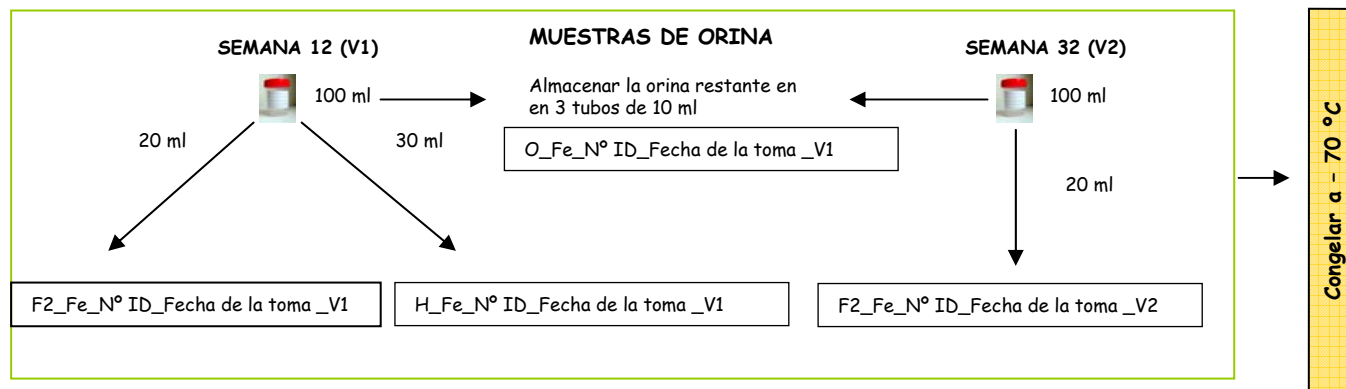 MUESTRAS DE ORINA
SEMANA 12 (V1)
SEMANA 32 (V2)
100 ml
Almacenar la orina restante en
en 3 tubos de 10 ml
100 ml
20 ml
30 ml
O_Fe_Nº ID_Fecha de la toma _V1
20 ml
F2_Fe_Nº ID_Fecha de la toma _V1
H_Fe_Nº ID_Fecha de la toma _V1
F2_Fe_Nº ID_Fecha de la toma _V2
Congelar a - 70 ºC